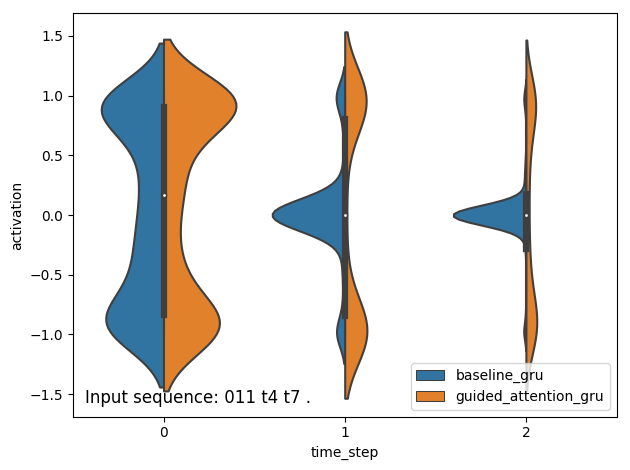 1.5
1.0
0.5
0.0
−0.5
−1.0
−1.5
activation
Input sequence: 011 t4 t7 .
baseline_gru
guided_attention_gru
0 1 2
time_step